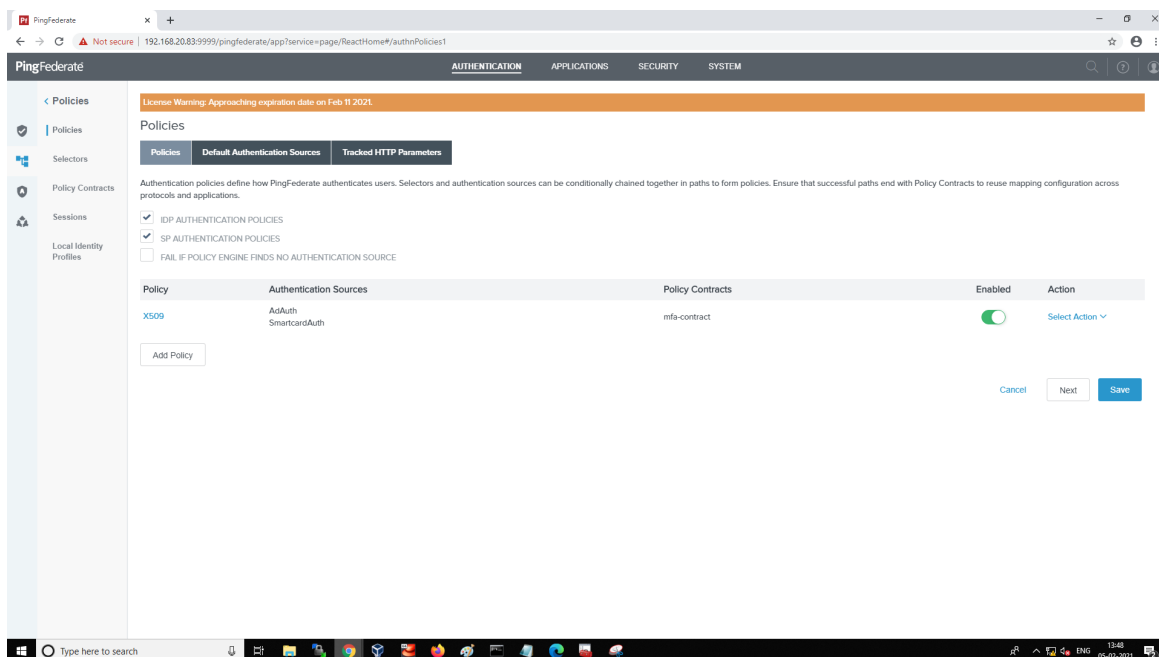 PingFederate
Not secure | 192.168.20.83:9999/pingfederate/app?service=page/ReactHome#/authnPolicies1
PingFederate
AUTHENTICATION APPLICATIONS SECURITY SYSTEM
< Policies
Policies
Selectors
Policy Contracts
Sessions
Local Identity
Profiles
License Warning: Approaching expiration date on Feb 11 2021.
Policies
Policies Default Authentication Sources Tracked HTTP Parameters
Authentication policies define how PingFederate authenticates users. Selectors and authentication sources can be conditionally chained together in paths to form policies. Ensure that successful paths end with Policy Contracts to reuse mapping configuration across
protocols and applications.
IDP AUTHENTICATION POLICIES
SP AUTHENTICATION POLICIES
FAIL IF POLICY ENGINE FINDS NO AUTHENTICATION SOURCE
Policy Authentication Sources Policy Contracts Enabled Action
X509 AdAuth mfa-contract Select Action
SmartcardAuth
Add Policy
Cancel Next Save
Type here to search
ENG
13:48
05-02-2021